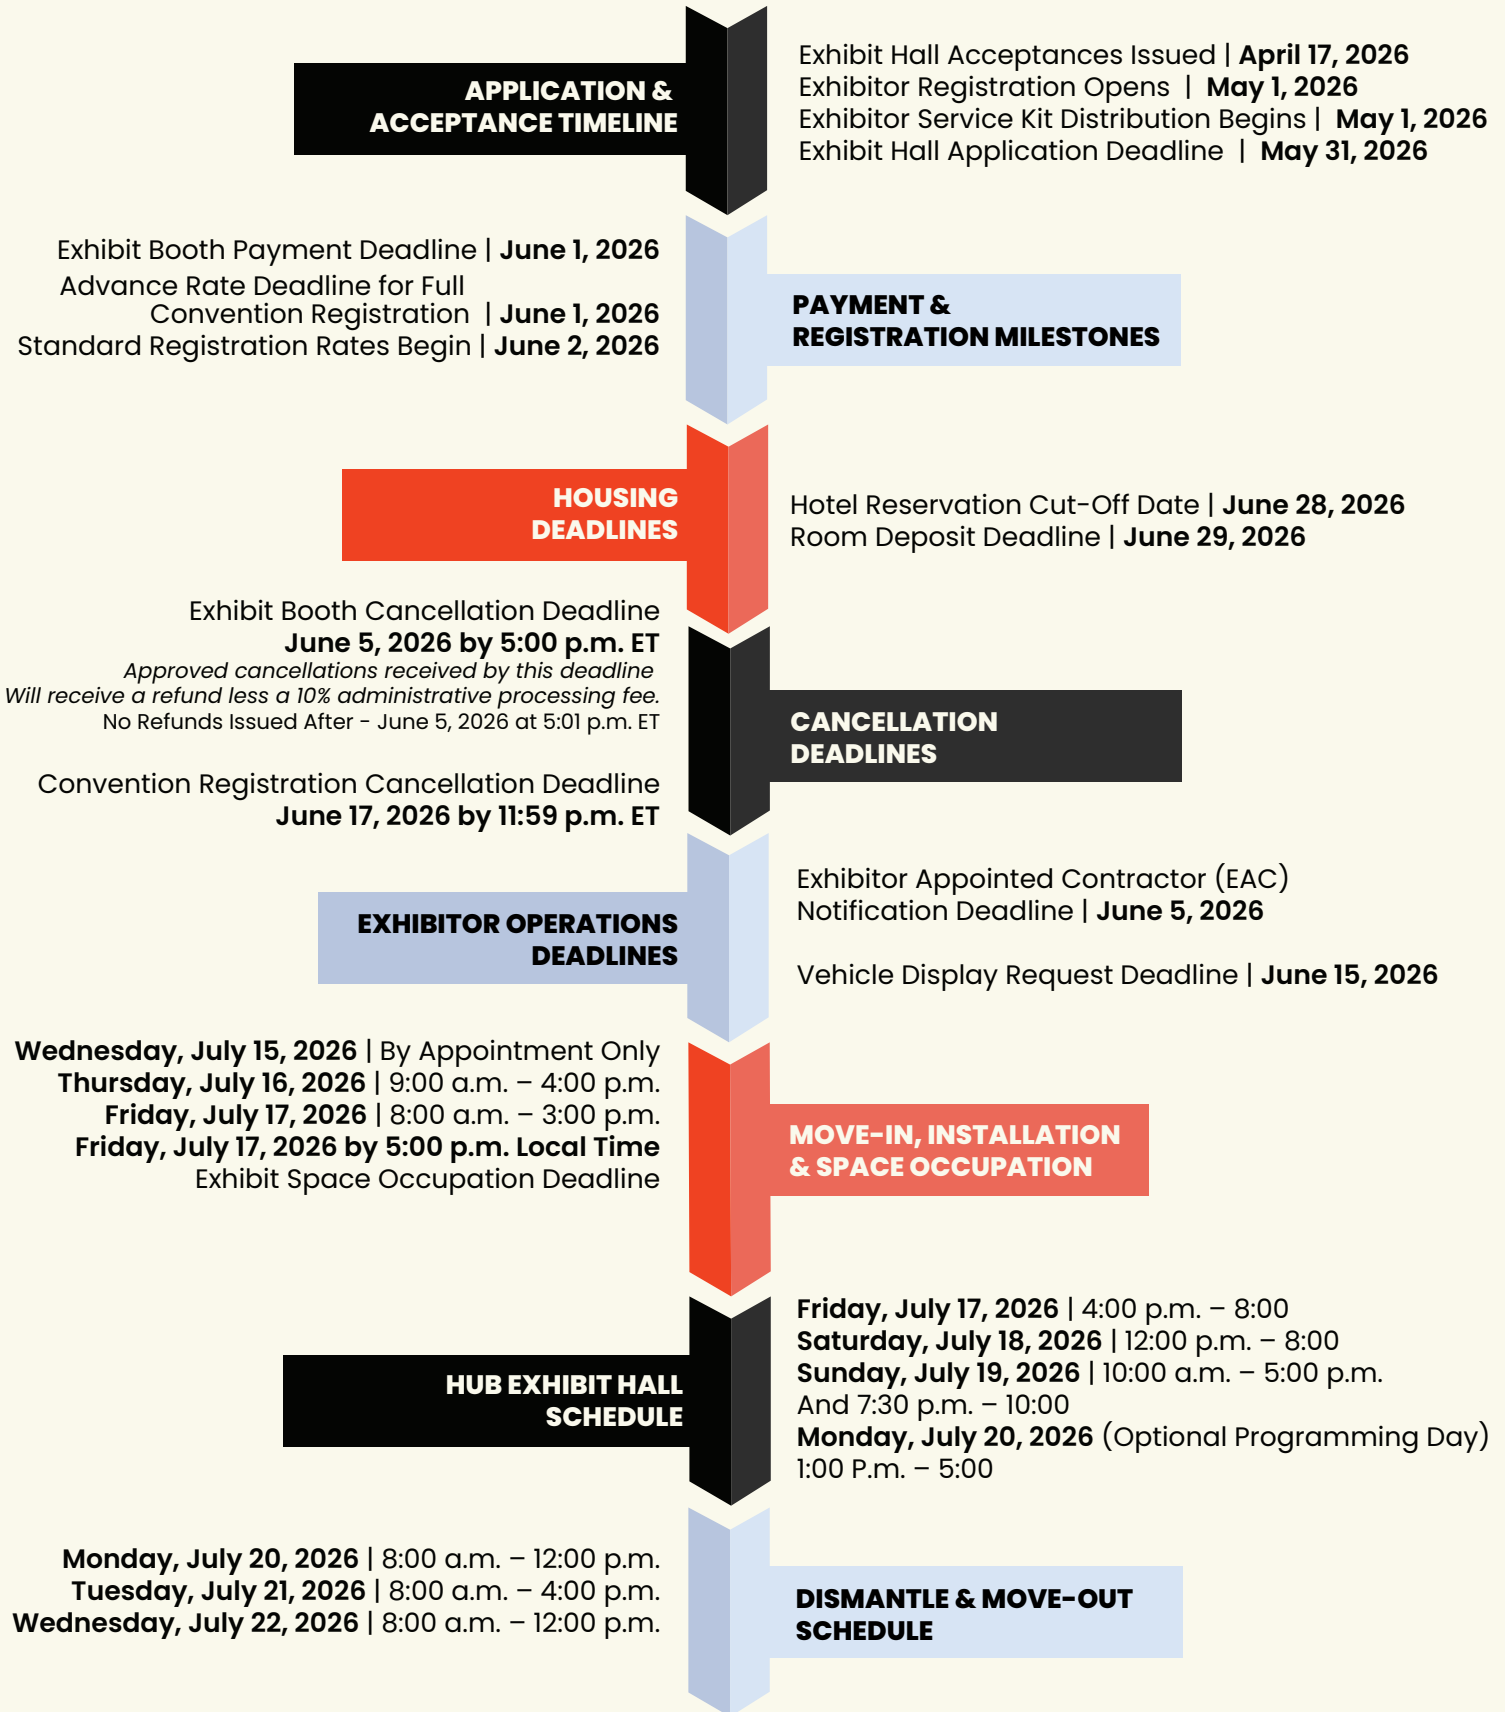 APPLICATION &
ACCEPTANCE TIMELINE
Exhibit Hall Acceptances Issued | April 17, 2026
Exhibitor Registration Opens | May 1, 2026
Exhibitor Service Kit Distribution Begins | May 1, 2026
Exhibit Hall Application Deadline | May 31, 2026
Exhibit Booth Payment Deadline | June 1, 2026
Advance Rate Deadline for Full
Convention Registration | June 1, 2026
Standard Registration Rates Begin | June 2, 2026
PAYMENT &
REGISTRATION MILESTONES
HOUSING
DEADLINES
Hotel Reservation Cut-Off Date | June 28, 2026
Room Deposit Deadline | June 29, 2026
Exhibit Booth Cancellation Deadline
June 5, 2026 by 5:00 p.m. ET
Approved cancellations received by this deadline
Will receive a refund less a 10% administrative processing fee.
No Refunds Issued After - June 5, 2026 at 5:01 p.m. ET
Convention Registration Cancellation Deadline
June 17, 2026 by 11:59 p.m. ET
CANCELLATION
DEADLINES
EXHIBITOR OPERATIONS
DEADLINES
Exhibitor Appointed Contractor (EAC)
Notification Deadline | June 5, 2026
Vehicle Display Request Deadline | June 15, 2026
Wednesday, July 15, 2026 | By Appointment Only
Thursday, July 16, 2026 | 9:00 a.m. – 4:00 p.m.
Friday, July 17, 2026 | 8:00 a.m. – 3:00 p.m.
Friday, July 17, 2026 by 5:00 p.m. Local Time
Exhibit Space Occupation Deadline
MOVE-IN, INSTALLATION
& SPACE OCCUPATION
HUB EXHIBIT HALL
SCHEDULE
Friday, July 17, 2026 | 4:00 p.m. – 8:00
Saturday, July 18, 2026 | 12:00 p.m. – 8:00
Sunday, July 19, 2026 | 10:00 a.m. – 5:00 p.m.
And 7:30 p.m. – 10:00
Monday, July 20, 2026 (Optional Programming Day)
1:00 P.m. – 5:00
Monday, July 20, 2026 | 8:00 a.m. – 12:00 p.m.
Tuesday, July 21, 2026 | 8:00 a.m. – 4:00 p.m.
Wednesday, July 22, 2026 | 8:00 a.m. – 12:00 p.m.
DISMANTLE & MOVE-OUT
SCHEDULE